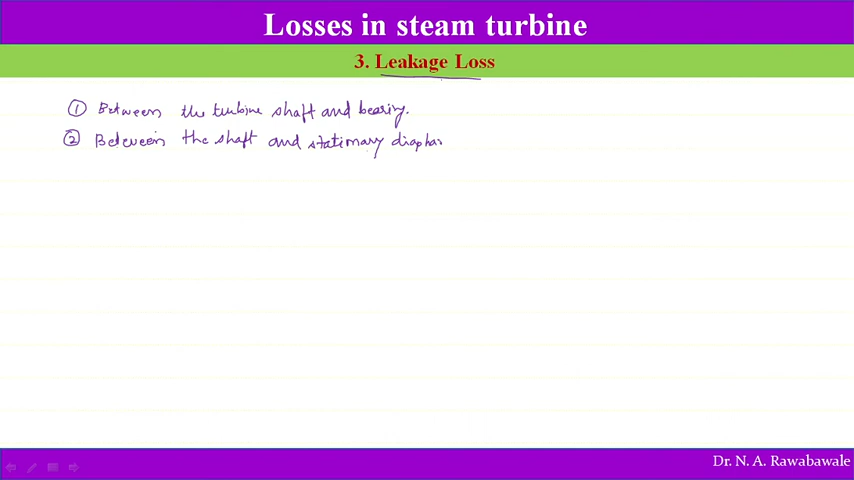 Losses in steam turbine
3. Leakage Loss
① Between the turbine shaft and bearing.
② Between the shaft and stationary diapha
Dr. N. A. Rawabawale